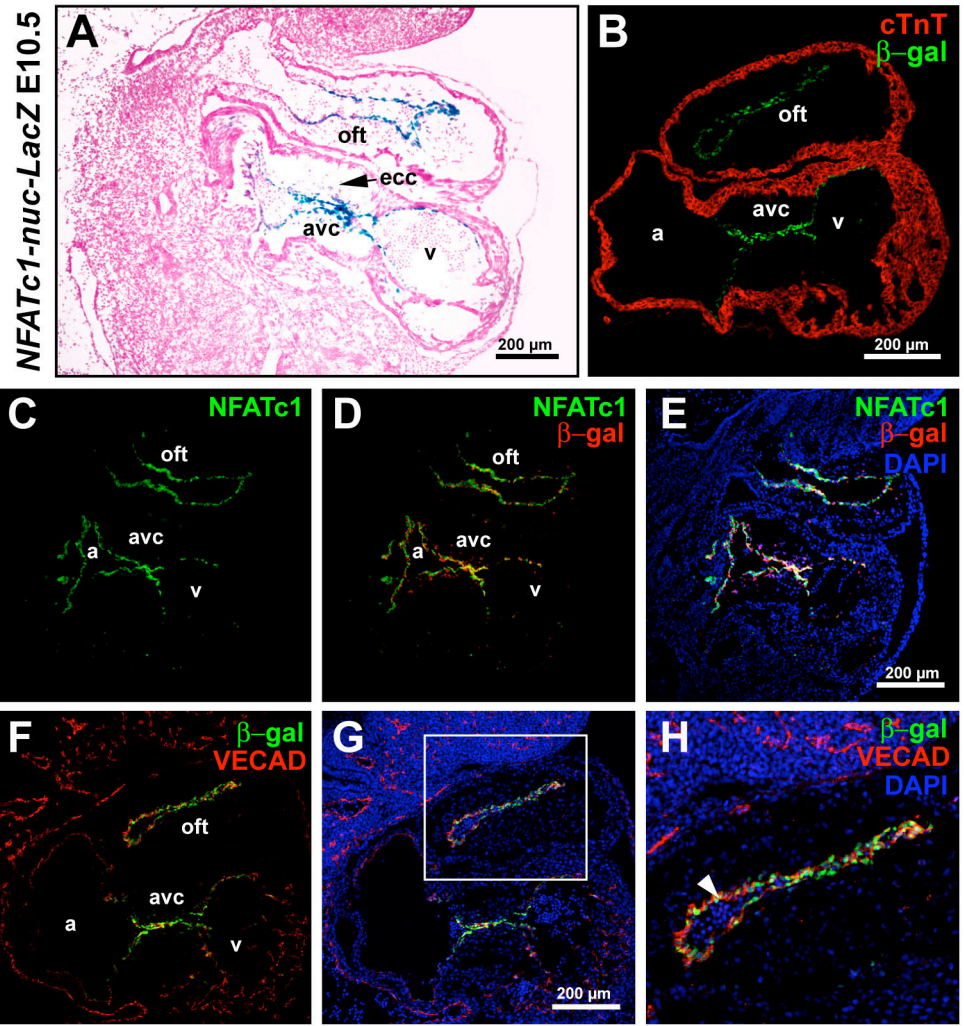 NFATc1-nuc-LacZ E10.5
A
oft
ecc
avc
v
200 µm
B
cTnT
β–gal
oft
avc
a
v
200 µm
C
NFATc1
oft
avc
a
v
D
NFATc1
β–gal
oft
avc
a
v
E
NFATc1
β–gal
DAPI
200 µm
F
β–gal
VECAD
oft
avc
a
v
G
200 µm
H
β–gal
VECAD
DAPI